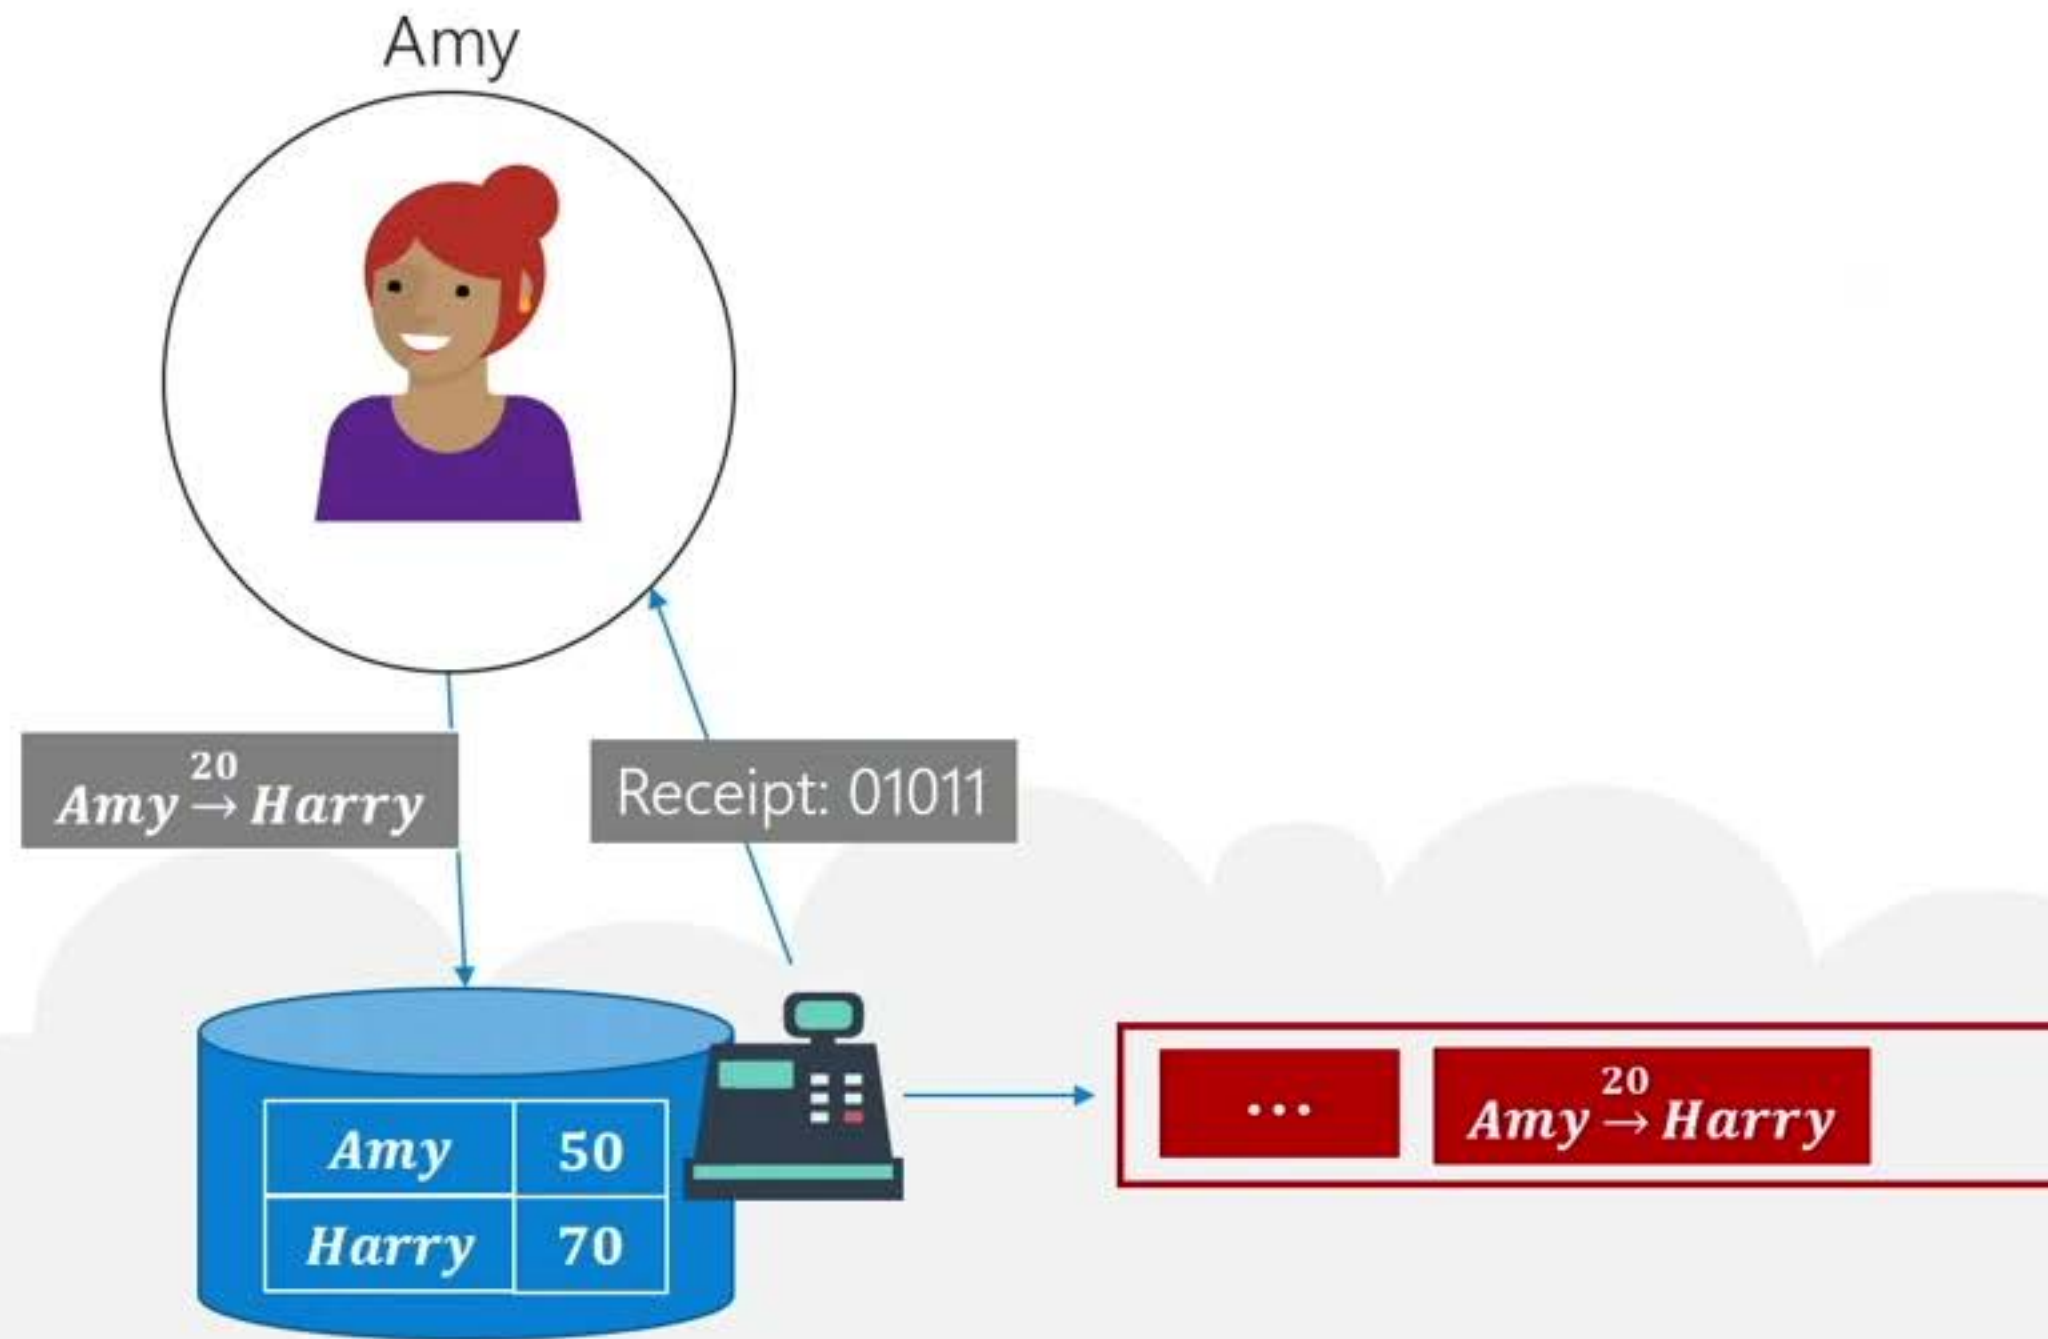 Amy
20
Amy → Harry
Receipt: 01011
Amy 50
Harry 70
...
20
Amy → Harry